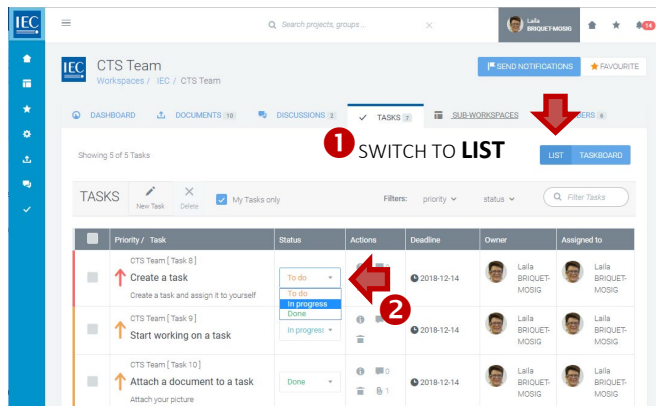 IEC
Search projects, groups...
Laila
BRIQUET-MOSIG
14
IEC
CTS Team
Workspaces / IEC / CTS Team
SEND NOTIFICATIONS
FAVOURITE
DASHBOARD
DOCUMENTS 10
DISCUSSIONS 2
TASKS 7
SUB-WORKSPACES
BERS 6
1 SWITCH TO LIST
Showing 5 of 5 Tasks
LIST
TASKBOARD
TASKS
New Task
Delete
My Tasks only
Filters:
priority
status
Filter Tasks
Priority / Task
Status
Actions
Deadline
Owner
Assigned to
CTS Team [ Task 8 ]
Create a task
Create a task and assign it to yourself
To do
To do
In progress
Done
0
2018-12-14
Laila
BRIQUET-
MOSIG
Laila
BRIQUET-
MOSIG
2
CTS Team [ Task 9 ]
Start working on a task
In progress
2018-12-14
Laila
BRIQUET-
MOSIG
Laila
BRIQUET-
MOSIG
CTS Team [ Task 10 ]
Attach a document to a task
Attach your picture
Done
0
1
2018-12-14
Laila
BRIQUET-
MOSIG
Laila
BRIQUET-
MOSIG